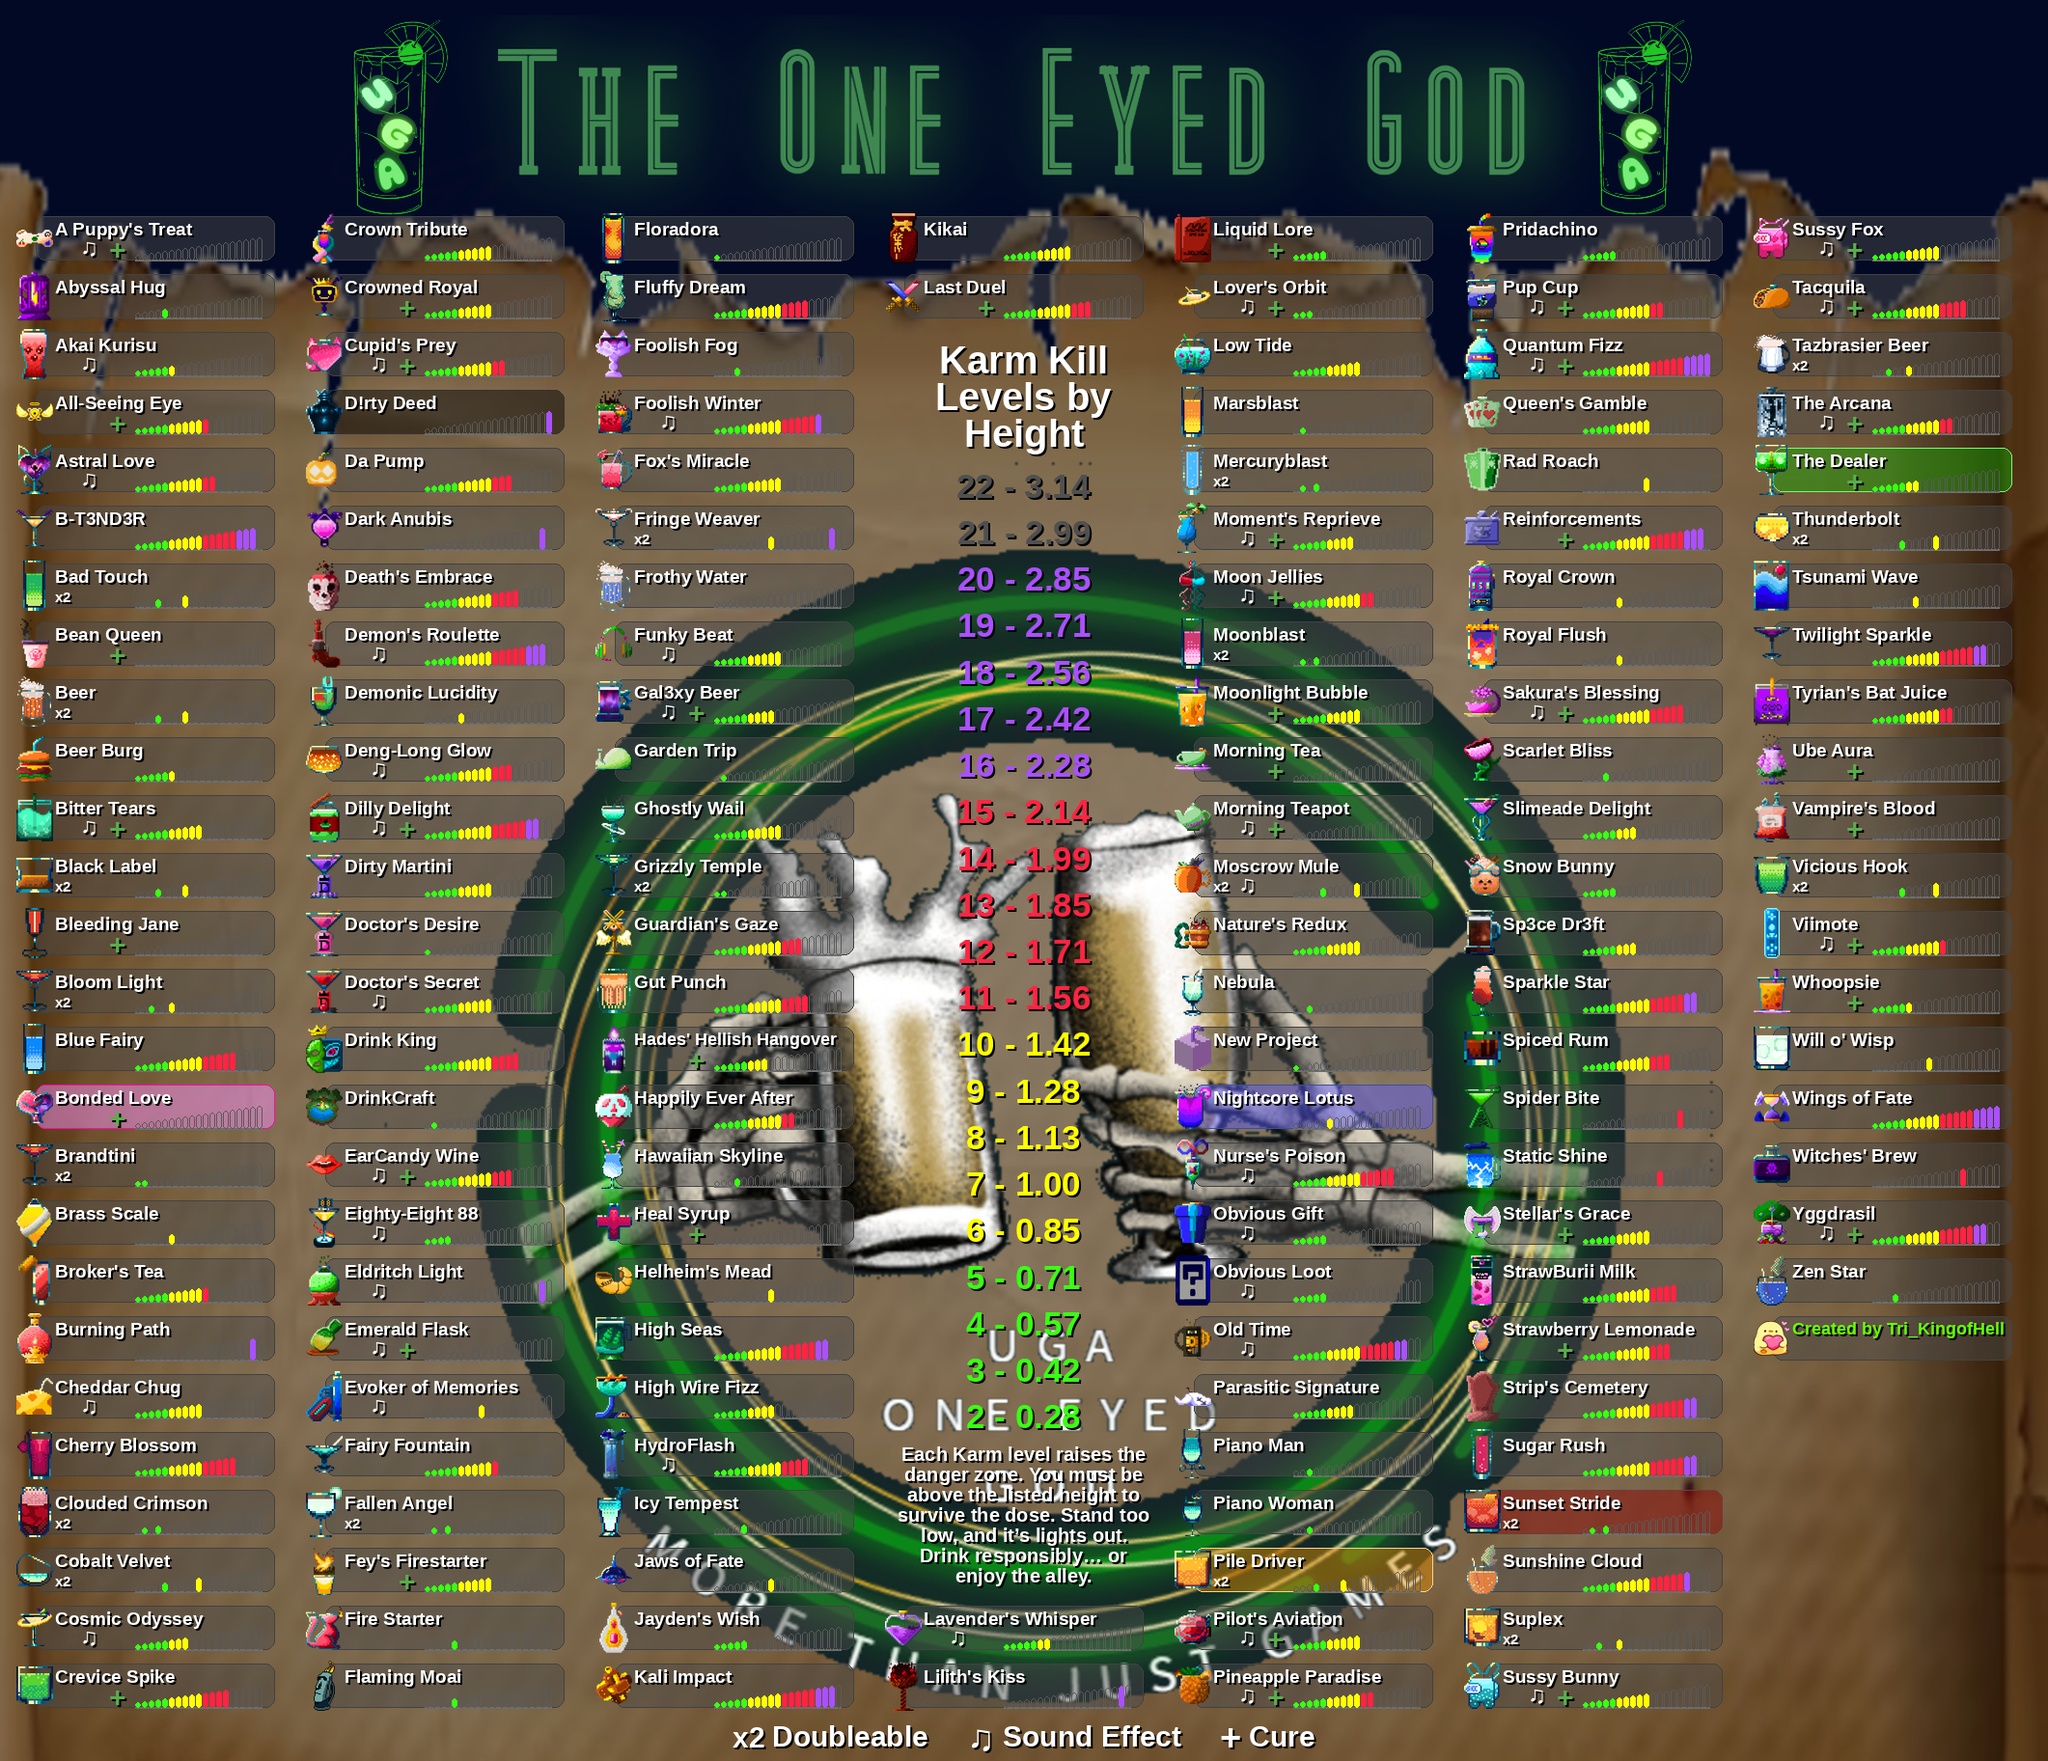 THE ONE EYED GOD
UGA
UGA
A Puppy's Treat
♫ +
Abyssal Hug
Akai Kurisu
♫
All-Seeing Eye
+
Astral Love
♫
B-T3ND3R
Bad Touch
x2
Bean Queen
+
Beer
x2
Beer Burg
Bitter Tears
♫ +
Black Label
x2
Bleeding Jane
+
Bloom Light
x2
Blue Fairy
Bonded Love
+
Brandtini
x2
Brass Scale
Broker's Tea
Burning Path
Cheddar Chug
♫
Cherry Blossom
Clouded Crimson
x2
Cobalt Velvet
x2
Cosmic Odyssey
♫
Crevice Spike
+
Crown Tribute
Crowned Royal
+
Cupid's Prey
♫ +
D!rty Deed
Da Pump
Dark Anubis
Death's Embrace
Demon's Roulette
♫
Demonic Lucidity
Deng-Long Glow
♫
Dilly Delight
♫ +
Dirty Martini
Doctor's Desire
Doctor's Secret
♫
Drink King
DrinkCraft
EarCandy Wine
♫ +
Eighty-Eight 88
♫
Eldritch Light
♫
Emerald Flask
♫ +
Evoker of Memories
♫
Fairy Fountain
Fallen Angel
x2
Fey's Firestarter
+
Fire Starter
Flaming Moai
Floradora
Fluffy Dream
Foolish Fog
Foolish Winter
♫
Fox's Miracle
Fringe Weaver
x2
Frothy Water
Funky Beat
♫
Gal3xy Beer
♫ +
Garden Trip
Ghostly Wail
Grizzly Temple
x2
Guardian's Gaze
Gut Punch
Hades' Hellish Hangover
+
Happily Ever After
Hawaiian Skyline
Heal Syrup
+
Helheim's Mead
High Seas
High Wire Fizz
HydroFlash
♫
Icy Tempest
Jaws of Fate
Jayden's Wish
Kali Impact
Kikai
Last Duel
+
Karm Kill
Levels by
Height
22 - 3.14
21 - 2.99
20 - 2.85
19 - 2.71
18 - 2.56
17 - 2.42
16 - 2.28
15 - 2.14
14 - 1.99
13 - 1.85
12 - 1.71
11 - 1.56
10 - 1.42
9 - 1.28
8 - 1.13
7 - 1.00
6 - 0.85
5 - 0.71
4 - 0.57
3 - 0.42
2 - 0.28
UGA
ONE EYED
GOD
MORE THAN JUST GAMES
Each Karm level raises the
danger zone. You must be
above the listed height to
survive the dose. Stand too
low, and it's lights out.
Drink responsibly... or
enjoy the alley.
Lavender's Whisper
♫
Lilith's Kiss
Liquid Lore
+
Lover's Orbit
♫ +
Low Tide
Marsblast
Mercuryblast
x2
Moment's Reprieve
♫ +
Moon Jellies
♫ +
Moonblast
x2
Moonlight Bubble
+
Morning Tea
+
Morning Teapot
♫ +
Moscrow Mule
x2 ♫
Nature's Redux
Nebula
New Project
Nightcore Lotus
Nurse's Poison
♫
Obvious Gift
♫
Obvious Loot
♫
Old Time
♫
Parasitic Signature
Piano Man
Piano Woman
Pile Driver
x2
Pilot's Aviation
♫ +
Pineapple Paradise
♫ +
Pridachino
Pup Cup
♫ +
Quantum Fizz
♫ +
Queen's Gamble
Rad Roach
Reinforcements
+
Royal Crown
Royal Flush
Sakura's Blessing
♫ +
Scarlet Bliss
Slimeade Delight
Snow Bunny
Sp3ce Dr3ft
Sparkle Star
Spiced Rum
Spider Bite
Static Shine
Stellar's Grace
+
StrawBurii Milk
Strawberry Lemonade
+
Strip's Cemetery
Sugar Rush
Sunset Stride
x2
Sunshine Cloud
Suplex
x2
Sussy Bunny
♫ +
Sussy Fox
♫ +
Tacquila
♫ +
Tazbrasier Beer
x2
The Arcana
♫ +
The Dealer
+
Thunderbolt
x2
Tsunami Wave
Twilight Sparkle
Tyrian's Bat Juice
Ube Aura
+
Vampire's Blood
+
Vicious Hook
x2
Viimote
♫ +
Whoopsie
+
Will o' Wisp
Wings of Fate
Witches' Brew
Yggdrasil
♫ +
Zen Star
Created by Tri_KingofHell
x2 Doubleable ♫ Sound Effect + Cure